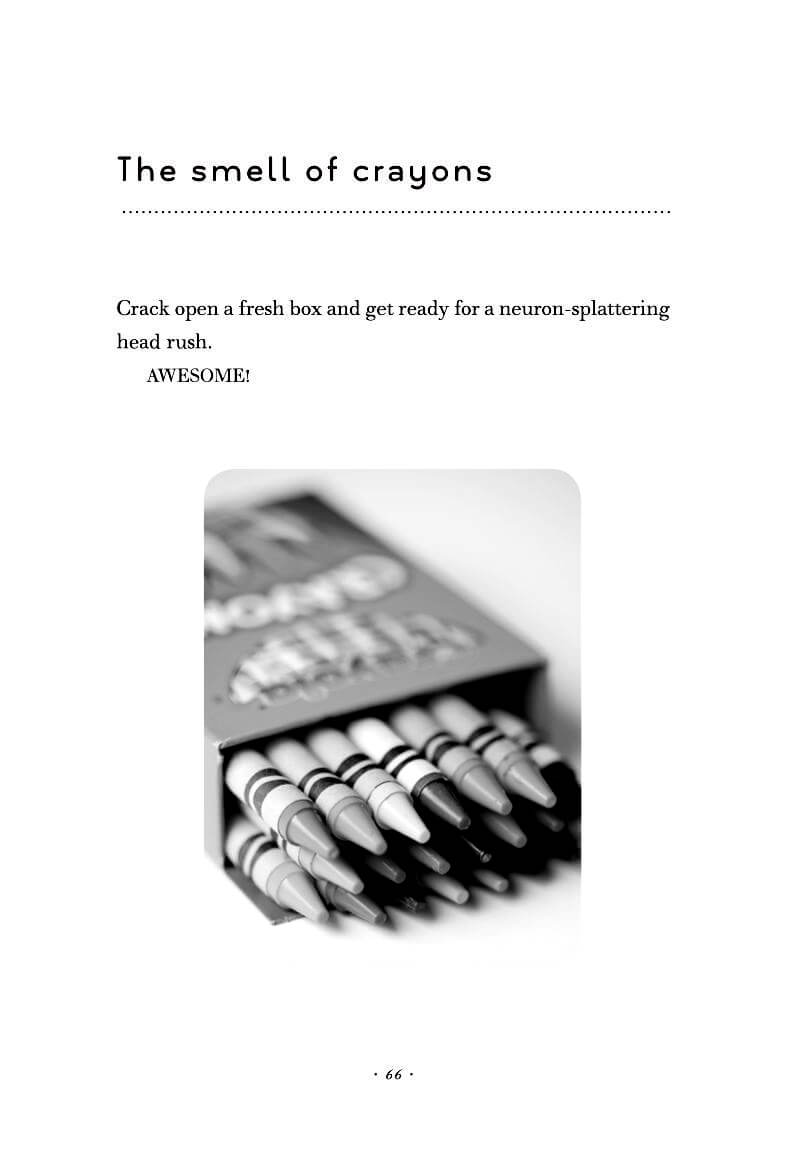 The smell of crayons
Crack open a fresh box and get ready for a neuron-splattering
head rush.
AWESOME!
· 66 ·